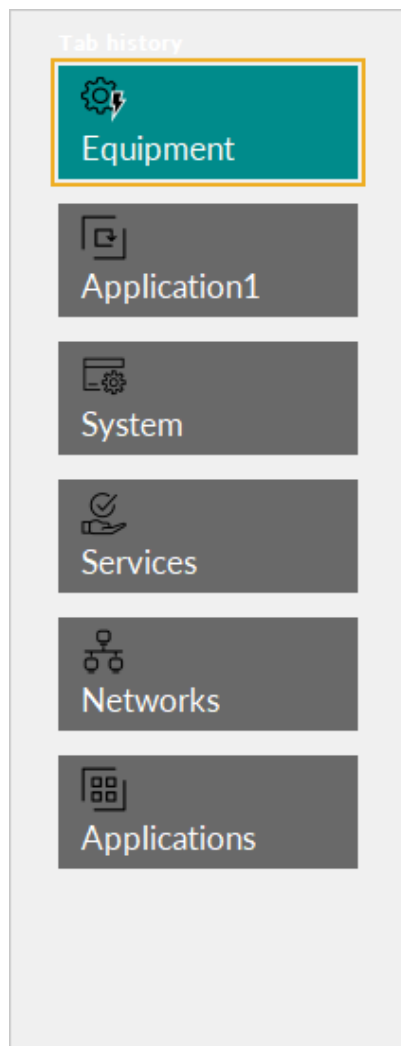 Tab history
Equipment
Application1
System
Services
Networks
Applications